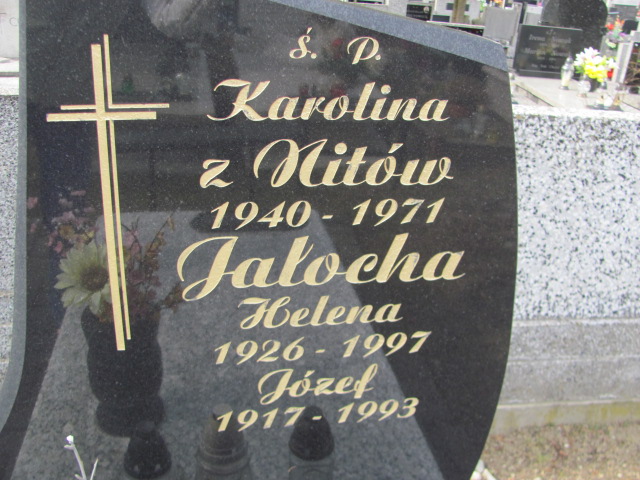 Ś. P.
Karolina
z Nitów
1940 - 1971
Jałocha
Helena
1926 - 1997
Józef
1917 - 1993